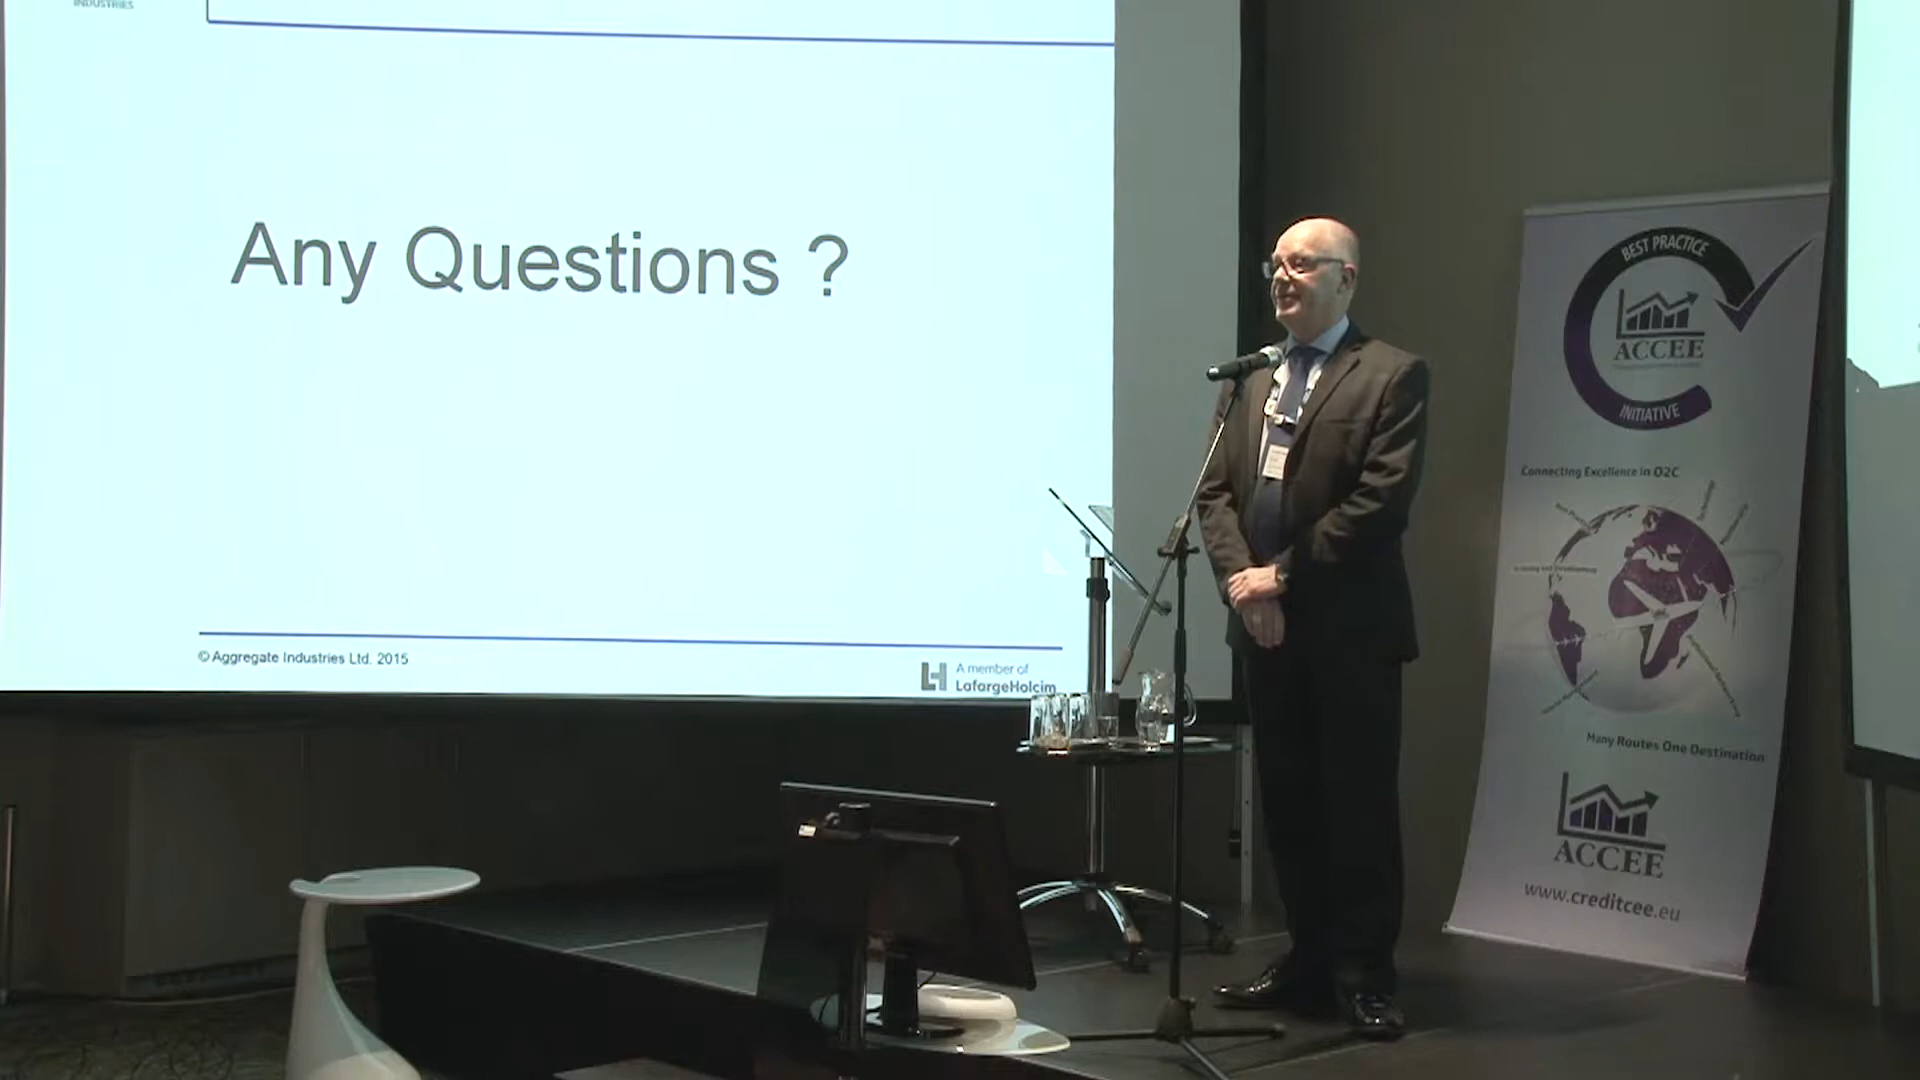 INDUSTRIES
Any Questions ?
© Aggregate Industries Ltd. 2015
A member of
LafargeHolcim
BEST PRACTICE
ACCEE
INITIATIVE
Connecting Excellence in O2C
Many Routes One Destination
ACCEE
www.creditcee.eu